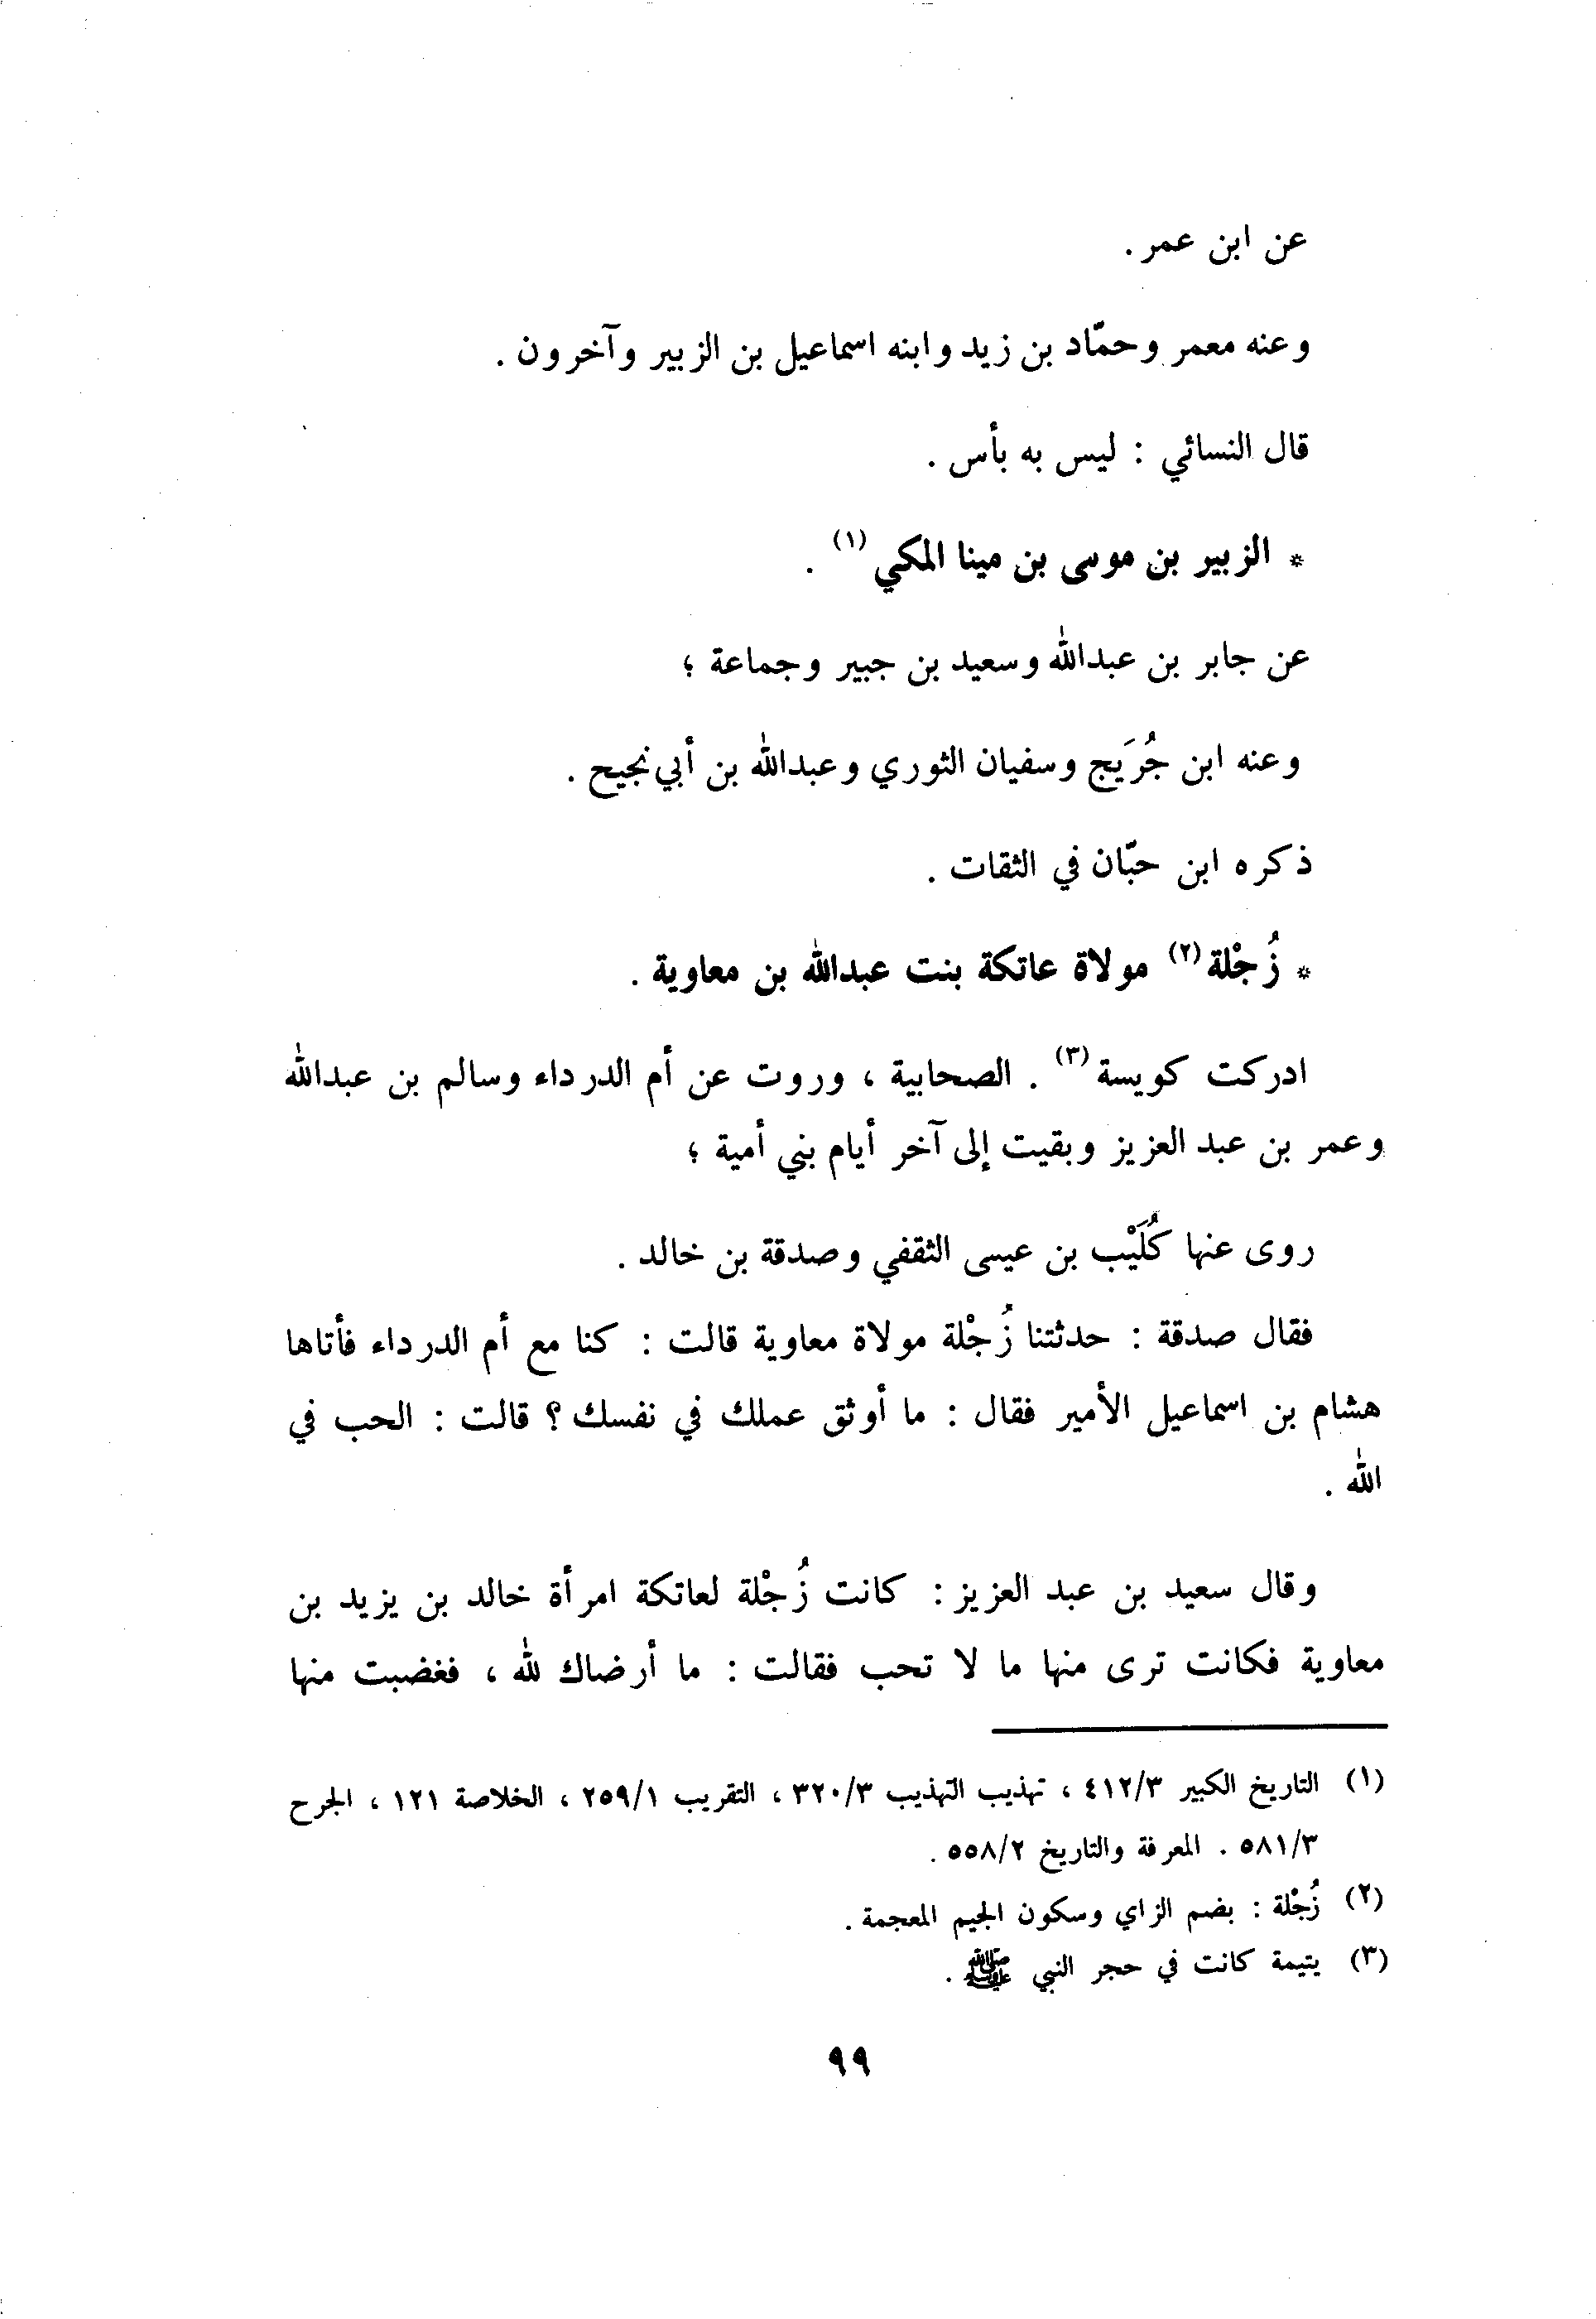 عن ابن عمر .
وعنه معمر وحمّاد بن زيد وابنه اسماعيل بن الزبير وآخرون .
قال النسائي : ليس به بأس .
* الزبير بن موسى بن مينا المكي (١) .
عن جابر بن عبدالله وسعيد بن جبير وجماعة ؛
وعنه ابن جُرَيج وسفيان الثوري وعبدالله بن أبي نجيح .
ذكره ابن حبّان في الثقات .
* زُجْلة (٢) مولاة عاتكة بنت عبدالله بن معاوية .
ادركت كويسة (٣) . الصحابية ، وروت عن أم الدرداء وسالم بن عبدالله
وعمر بن عبد العزيز وبقيت إلى آخر أيام بني أمية ؛
روى عنها كُلَيْب بن عيسى الثقفي وصدقة بن خالد .
فقال صدقة : حدثتنا زُجْلة مولاة معاوية قالت : كنا مع أم الدرداء فأتاها
هشام بن اسماعيل الأمير فقال : ما أوثق عملك في نفسك ؟ قالت : الحب في
الله .
وقال سعيد بن عبد العزيز : كانت زُجْلة لعاتكة امرأة خالد بن يزيد بن
معاوية فكانت ترى منها ما لا تحب فقالت : ما أرضاك لله ، فغضبت منها
(١) التاريخ الكبير ٤١٢/٣ ، تهذيب التهذيب ٣٢٠/٣ ، التقريب ٢٥٩/١ ، الخلاصة ١٢١ ، الجرح
٥٨١/٣ . المعرفة والتاريخ ٥٥٨/٢ .
(٢) زُجْلة : بضم الزاي وسكون الجيم المعجمة .
(٣) يتيمة كانت في حجر النبي ﷺ .
٩٩